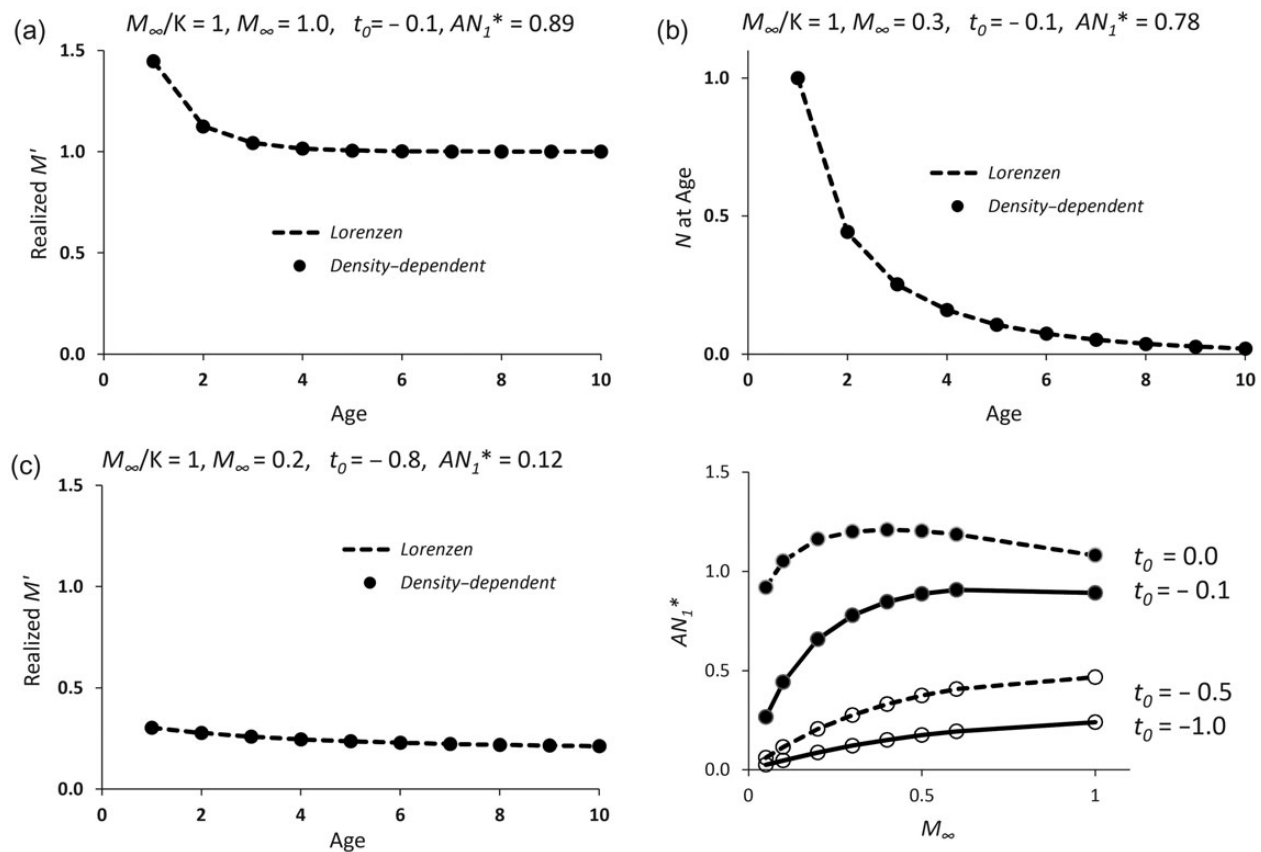 (a) M∞/K = 1, M∞ = 1.0, t0= – 0.1, AN1* = 0.89
1.5
1.0
0.5
0.0
Realized M'
Lorenzen
Density–dependent
0 2 4 6 8 10
Age
(b) M∞/K = 1, M∞ = 0.3, t0= – 0.1, AN1* = 0.78
1.0
0.5
0.0
N at Age
Lorenzen
Density–dependent
0 2 4 6 8 10
Age
(c) M∞/K = 1, M∞ = 0.2, t0= – 0.8, AN1* = 0.12
1.5
1.0
0.5
0.0
Realized M'
Lorenzen
Density–dependent
0 2 4 6 8 10
Age
1.5
1.0
0.5
0.0
AN1*
t0 = 0.0
t0 = – 0.1
t0 = – 0.5
t0 = –1.0
0 0.5 1
M∞